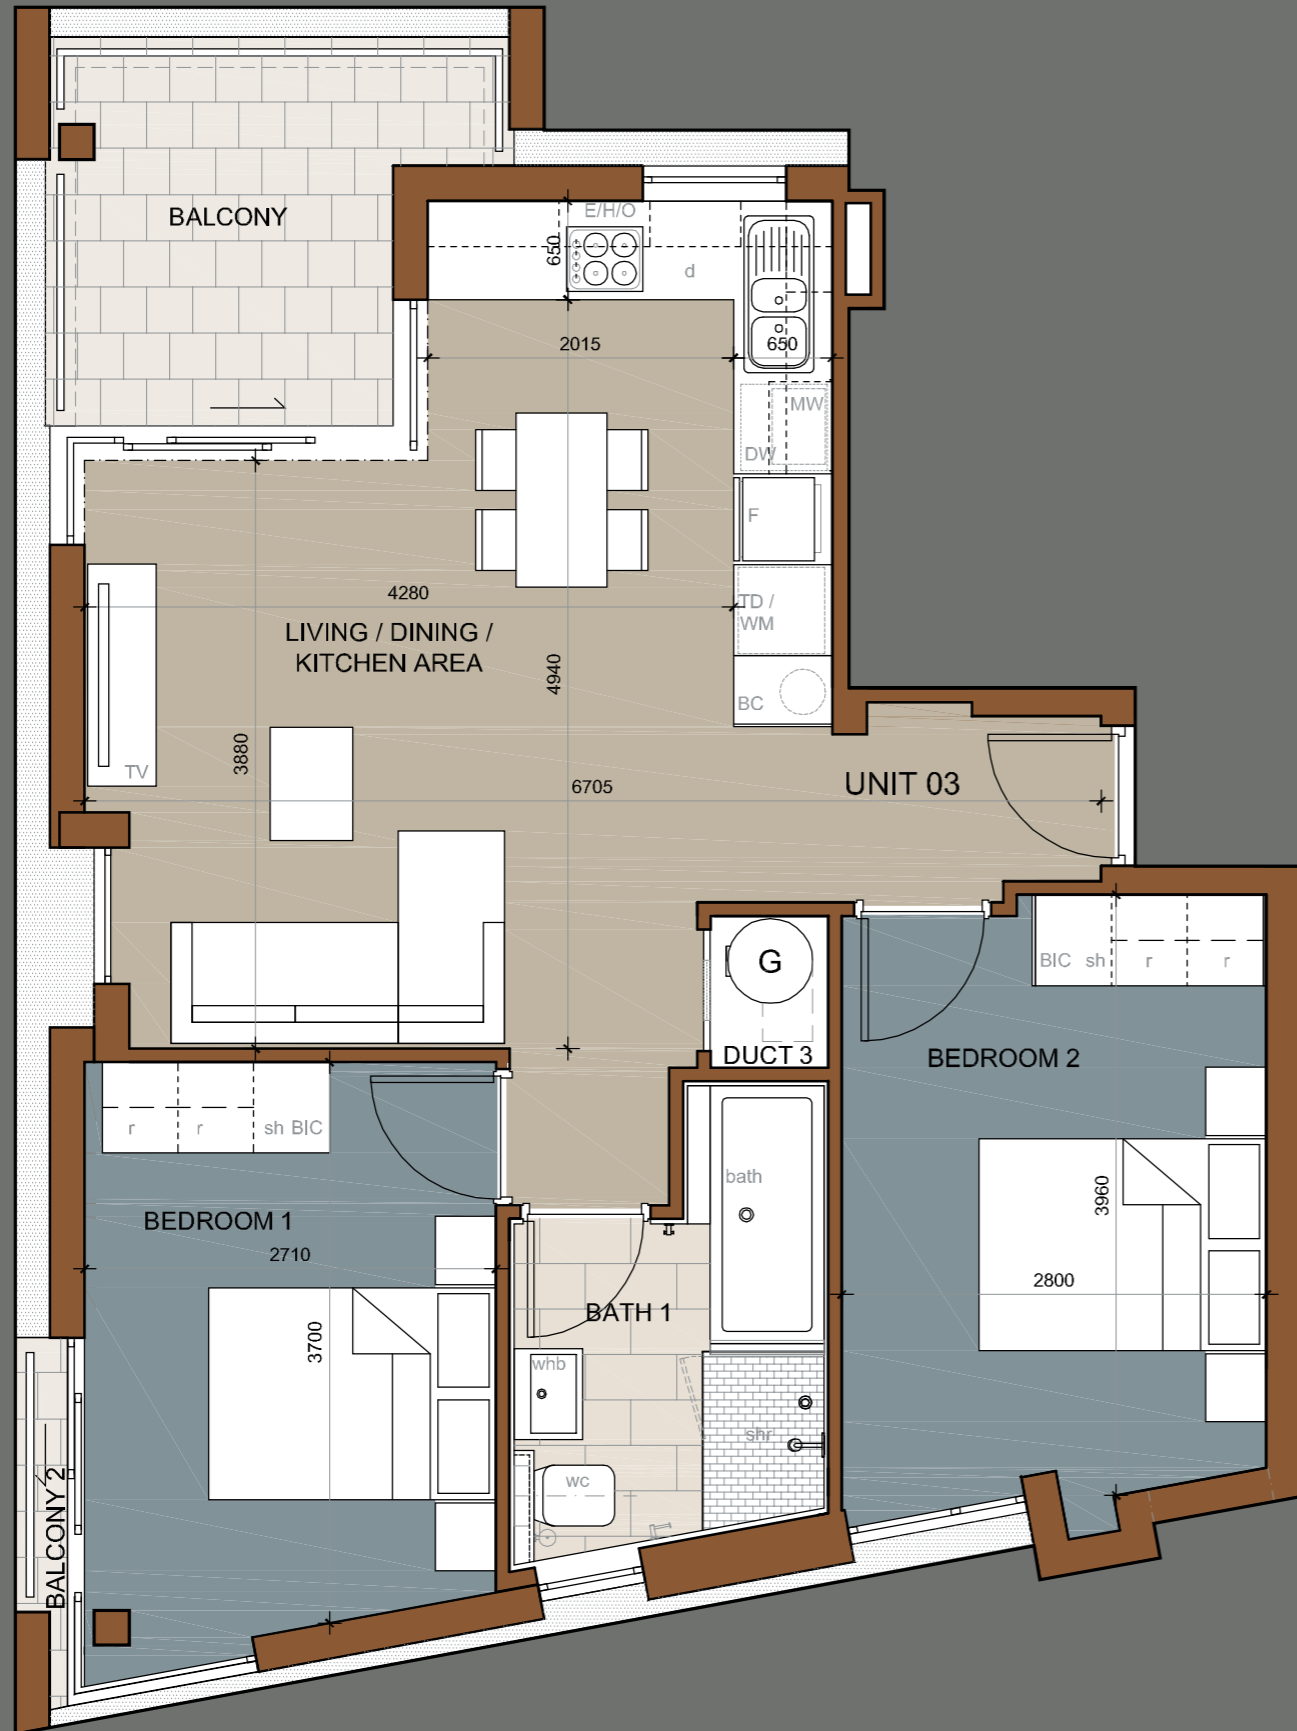 BALCONY
E/H/O
650
d
2015
650
MW
DW
F
4280
TD /
WM
LIVING / DINING /
KITCHEN AREA
4940
BC
3880
TV
6705
UNIT 03
G
BIC sh r r
DUCT 3
BEDROOM 2
r r sh BIC
bath
3960
BEDROOM 1
2710
2800
BATH 1
3700
whb
shr
wc
BALCONY 2